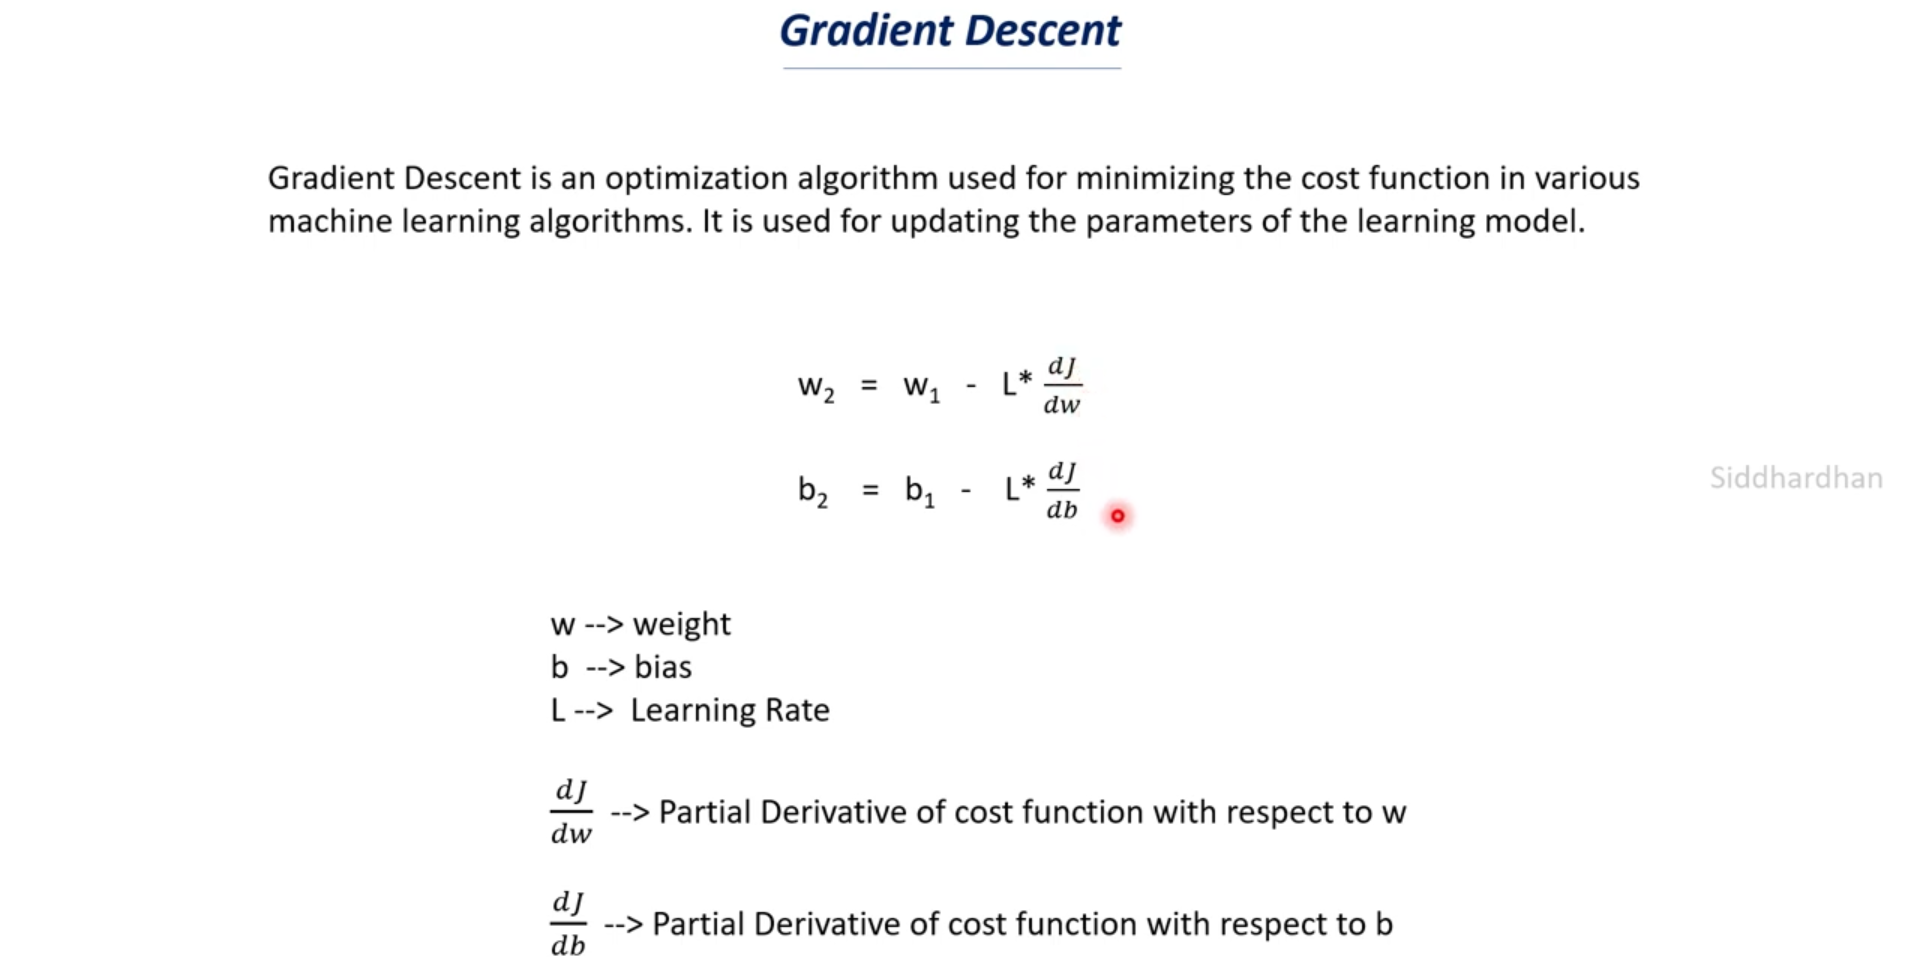 Gradient Descent
Gradient Descent is an optimization algorithm used for minimizing the cost function in various
machine learning algorithms. It is used for updating the parameters of the learning model.
w₂ = w₁ - L* dJ/dw
b₂ = b₁ - L* dJ/db
Siddhardhan
w --> weight
b --> bias
L --> Learning Rate
dJ/dw --> Partial Derivative of cost function with respect to w
dJ/db --> Partial Derivative of cost function with respect to b